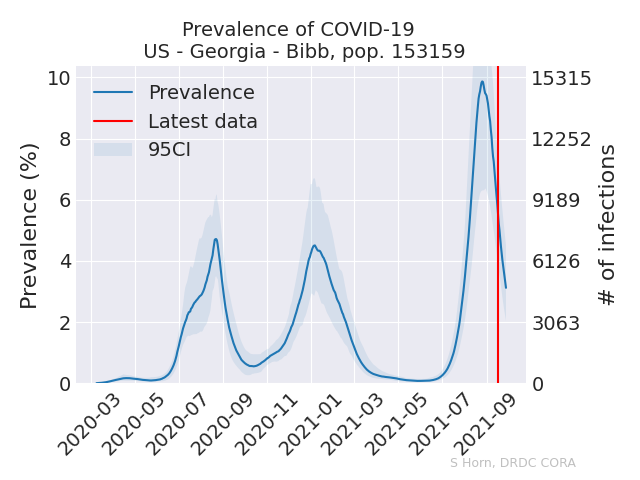 Prevalence of COVID-19
US - Georgia - Bibb, pop. 153159
Prevalence (%)
10
8
6
4
2
0
Prevalence
Latest data
95CI
15315
12252
9189
6126
3063
0
# of infections
2020-03
2020-05
2020-07
2020-09
2020-11
2021-01
2021-03
2021-05
2021-07
2021-09
S Horn, DRDC CORA